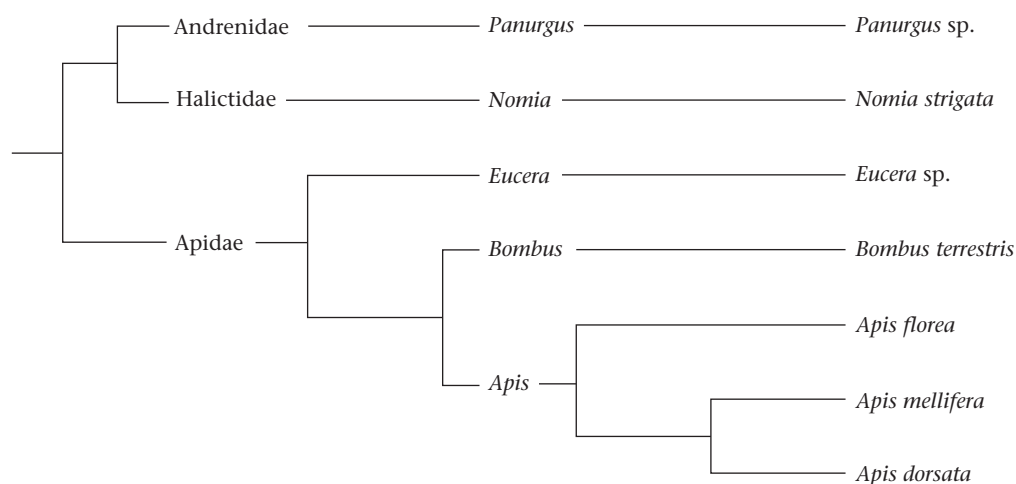 Andrenidae Panurgus Panurgus sp.
Halictidae Nomia Nomia strigata
Eucera Eucera sp.
Apidae
Bombus Bombus terrestris
Apis florea
Apis
Apis mellifera
Apis dorsata